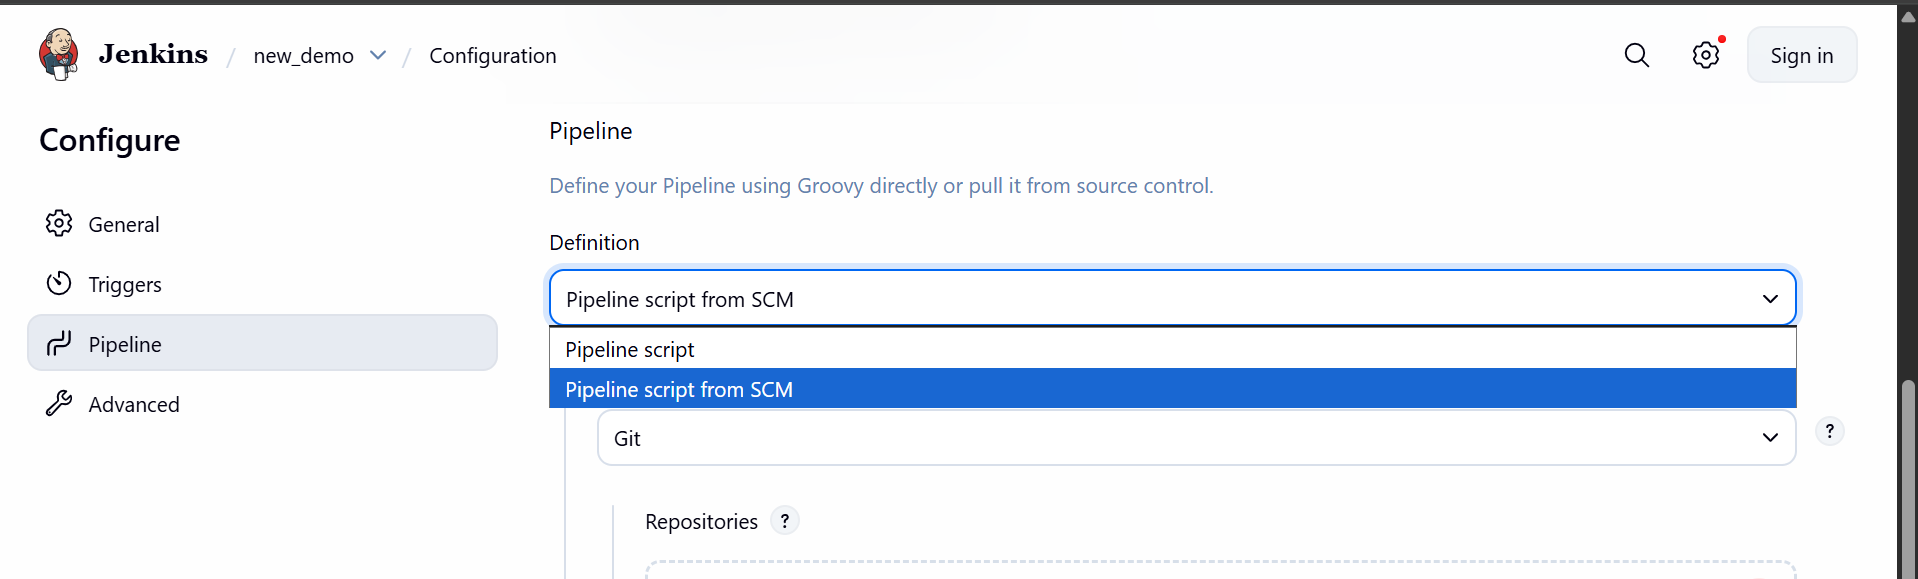 Jenkins / new_demo / Configuration
Sign in
Configure
General
Triggers
Pipeline
Advanced
Pipeline
Define your Pipeline using Groovy directly or pull it from source control.
Definition
Pipeline script from SCM
Pipeline script
Pipeline script from SCM
Git
?
Repositories ?